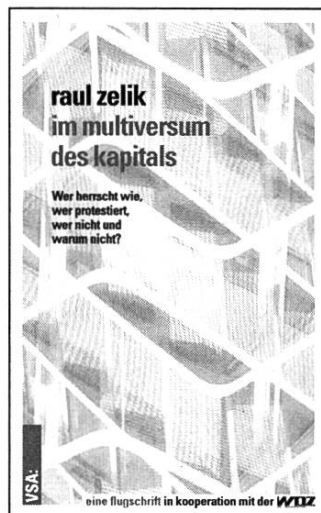 raul zelik
im multiversum
des kapitals
Wer herrscht wie,
wer protestiert,
wer nicht und
warum nicht?
VSA:
eine flugschrift in kooperation mit der WOZ